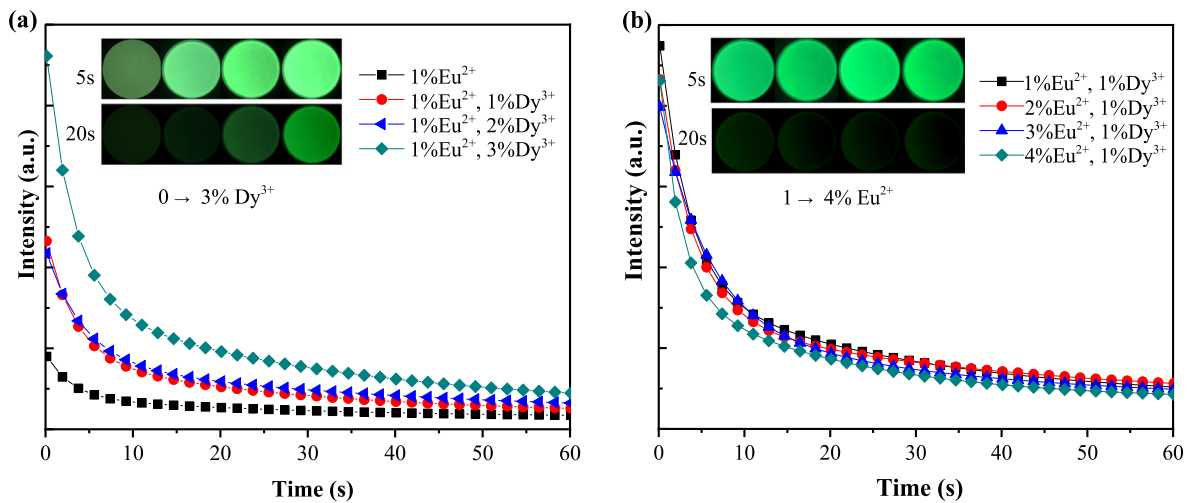 (a)
5s
20s
1%Eu²⁺
1%Eu²⁺, 1%Dy³⁺
1%Eu²⁺, 2%Dy³⁺
1%Eu²⁺, 3%Dy³⁺
0 → 3% Dy³⁺
Intensity (a.u.)
0 10 20 30 40 50 60
Time (s)
(b)
5s
20s
1%Eu²⁺, 1%Dy³⁺
2%Eu²⁺, 1%Dy³⁺
3%Eu²⁺, 1%Dy³⁺
4%Eu²⁺, 1%Dy³⁺
1 → 4% Eu²⁺
Intensity (a.u.)
0 10 20 30 40 50 60
Time (s)